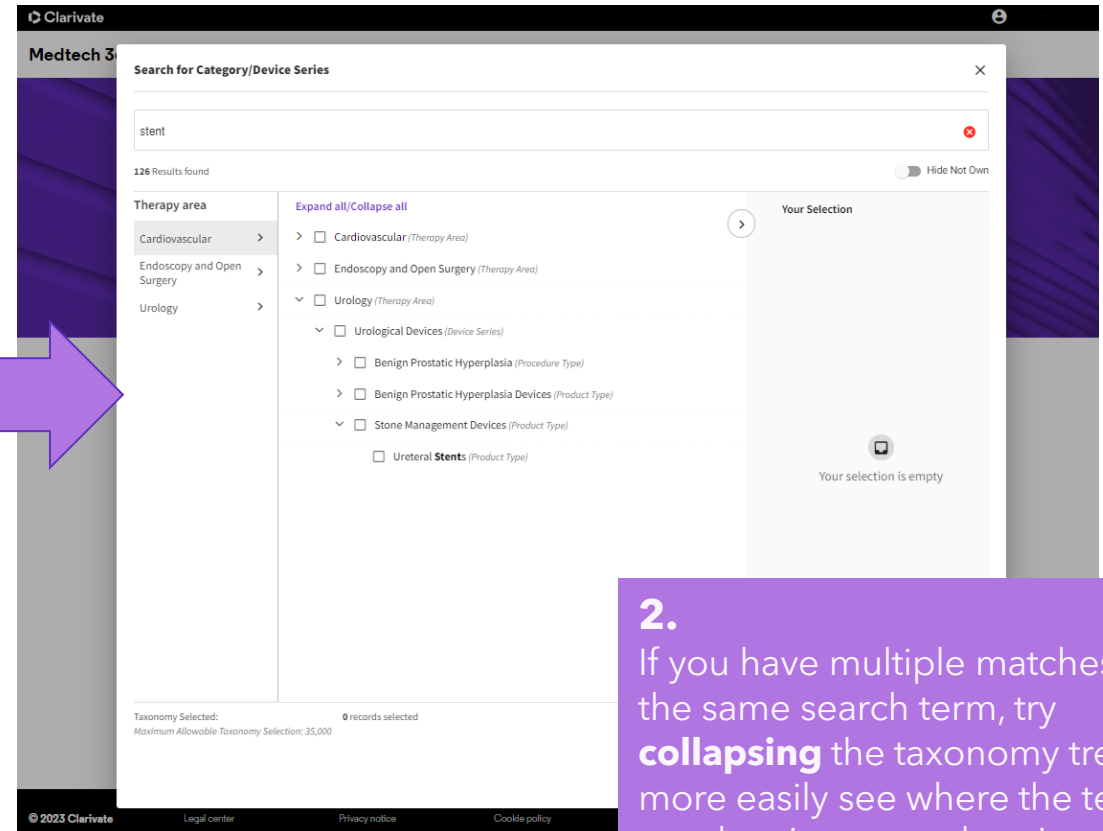 Clarivate
Medtech 3
Search for Category/Device Series
stent
126 Results found
Hide Not Own
Therapy area
Cardiovascular
Endoscopy and Open
Surgery
Urology
Expand all/Collapse all
Cardiovascular (Therapy Area)
Endoscopy and Open Surgery (Therapy Area)
Urology (Therapy Area)
Urological Devices (Device Series)
Benign Prostatic Hyperplasia (Procedure Type)
Benign Prostatic Hyperplasia Devices (Product Type)
Stone Management Devices (Product Type)
Ureteral Stents (Product Type)
Your Selection
Your selection is empty
Taxonomy Selected:
0 records selected
Maximum Allowable Taxonomy Selection: 35,000
2.
If you have multiple matches
the same search term, try
collapsing the taxonomy tre
more easily see where the te
© 2023 Clarivate
Legal center
Privacy notice
Cookie policy